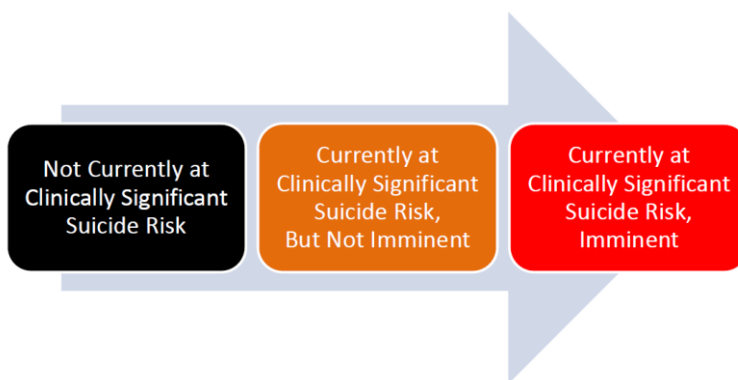 Not Currently at
Clinically Significant
Suicide Risk
Currently at
Clinically Significant
Suicide Risk,
But Not Imminent
Currently at
Clinically Significant
Suicide Risk,
Imminent